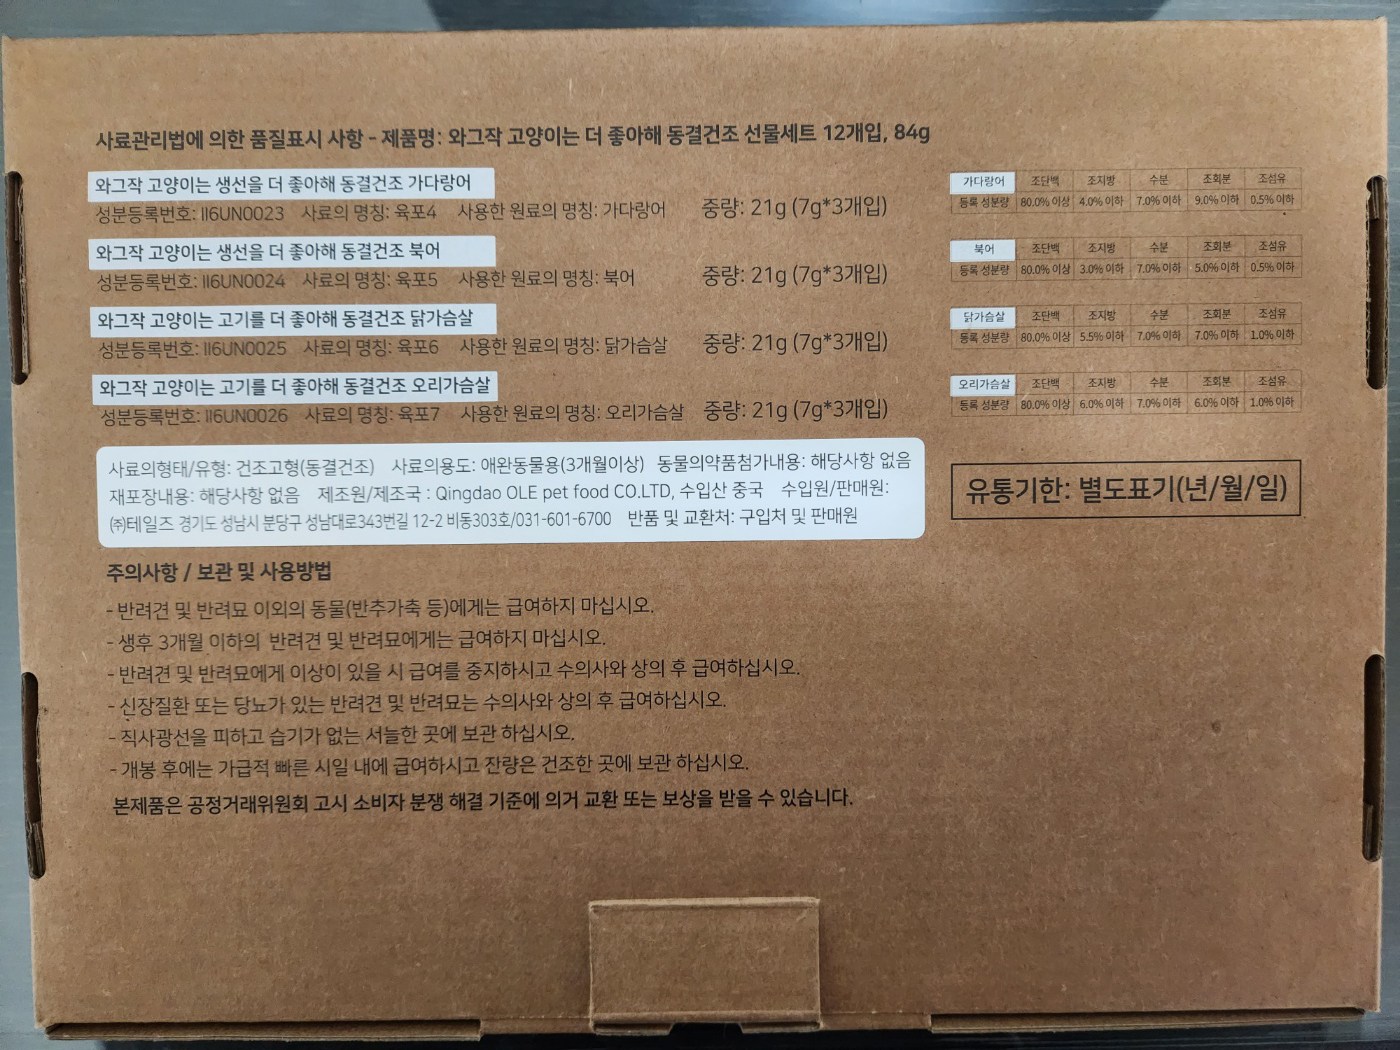 사료관리법에 의한 품질표시 사항 - 제품명: 와그작 고양이는 더 좋아해 동결건조 선물세트 12개입, 84g
와그작 고양이는 생선을 더 좋아해 동결건조 가다랑어
성분등록번호: II6UN0023 사료의 명칭: 육포4 사용한 원료의 명칭: 가다랑어 중량: 21g (7g*3개입)
와그작 고양이는 생선을 더 좋아해 동결건조 북어
성분등록번호: II6UN0024 사료의 명칭: 육포5 사용한 원료의 명칭: 북어 중량: 21g (7g*3개입)
와그작 고양이는 고기를 더 좋아해 동결건조 닭가슴살
성분등록번호: II6UN0025 사료의 명칭: 육포6 사용한 원료의 명칭: 닭가슴살 중량: 21g (7g*3개입)
와그작 고양이는 고기를 더 좋아해 동결건조 오리가슴살
성분등록번호: II6UN0026 사료의 명칭: 육포7 사용한 원료의 명칭: 오리가슴살 중량: 21g (7g*3개입)
가다랑어 조단백 조지방 수분 조회분 조섬유
등록 성분량 80.0% 이상 4.0% 이하 7.0% 이하 9.0% 이하 0.5% 이하
북어 조단백 조지방 수분 조회분 조섬유
등록 성분량 80.0% 이상 3.0% 이하 7.0% 이하 5.0% 이하 0.5% 이하
닭가슴살 조단백 조지방 수분 조회분 조섬유
등록 성분량 80.0% 이상 5.5% 이하 7.0% 이하 7.0% 이하 1.0% 이하
오리가슴살 조단백 조지방 수분 조회분 조섬유
등록 성분량 80.0% 이상 6.0% 이하 7.0% 이하 6.0% 이하 1.0% 이하
사료의형태/유형: 건조고형(동결건조) 사료의용도: 애완동물용(3개월이상) 동물의약품첨가내용: 해당사항 없음
재포장내용: 해당사항 없음 제조원/제조국 : Qingdao OLE pet food CO.LTD, 수입산 중국 수입원/판매원:
㈜테일즈 경기도 성남시 분당구 성남대로343번길 12-2 비동303호/031-601-6700 반품 및 교환처: 구입처 및 판매원
유통기한: 별도표기(년/월/일)
주의사항 / 보관 및 사용방법
- 반려견 및 반려묘 이외의 동물(반추가축 등)에게는 급여하지 마십시오.
- 생후 3개월 이하의 반려견 및 반려묘에게는 급여하지 마십시오.
- 반려견 및 반려묘에게 이상이 있을 시 급여를 중지하시고 수의사와 상의 후 급여하십시오.
- 신장질환 또는 당뇨가 있는 반려견 및 반려묘는 수의사와 상의 후 급여하십시오.
- 직사광선을 피하고 습기가 없는 서늘한 곳에 보관 하십시오.
- 개봉 후에는 가급적 빠른 시일 내에 급여하시고 잔량은 건조한 곳에 보관 하십시오.
본제품은 공정거래위원회 고시 소비자 분쟁 해결 기준에 의거 교환 또는 보상을 받을 수 있습니다.